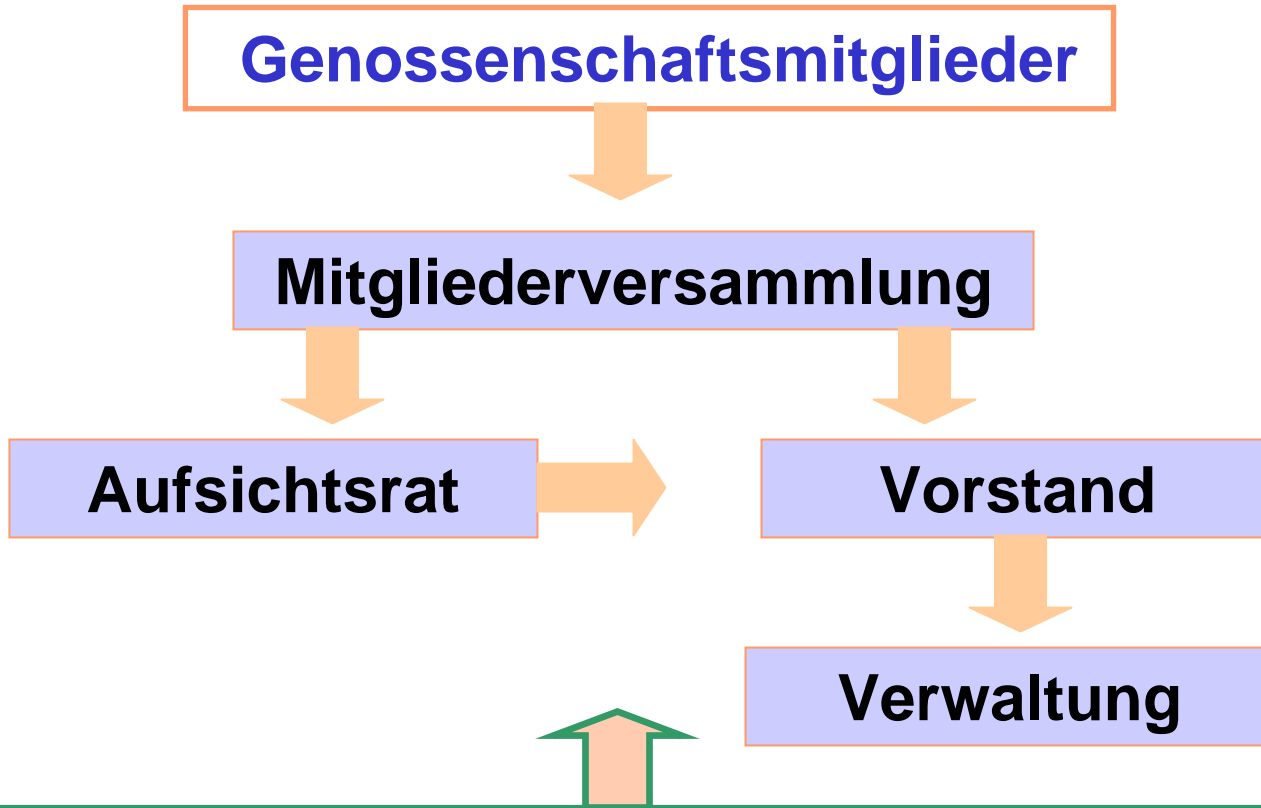 Genossenschaftsmitglieder
Mitgliederversammlung
Aufsichtsrat
Vorstand
Verwaltung